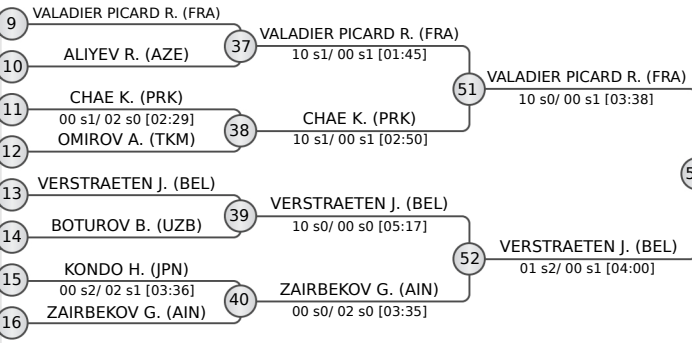 9
VALADIER PICARD R. (FRA)
10
ALIYEV R. (AZE)
37
VALADIER PICARD R. (FRA)
10 s1/ 00 s1 [01:45]
11
CHAE K. (PRK)
00 s1/ 02 s0 [02:29]
12
OMIROV A. (TKM)
38
CHAE K. (PRK)
10 s1/ 00 s1 [02:50]
51
VALADIER PICARD R. (FRA)
10 s0/ 00 s1 [03:38]
13
VERSTRAETEN J. (BEL)
14
BOTUROV B. (UZB)
39
VERSTRAETEN J. (BEL)
10 s0/ 00 s0 [05:17]
15
KONDO H. (JPN)
00 s2/ 02 s1 [03:36]
16
ZAIRBEKOV G. (AIN)
40
ZAIRBEKOV G. (AIN)
00 s0/ 02 s0 [03:35]
52
VERSTRAETEN J. (BEL)
01 s2/ 00 s1 [04:00]